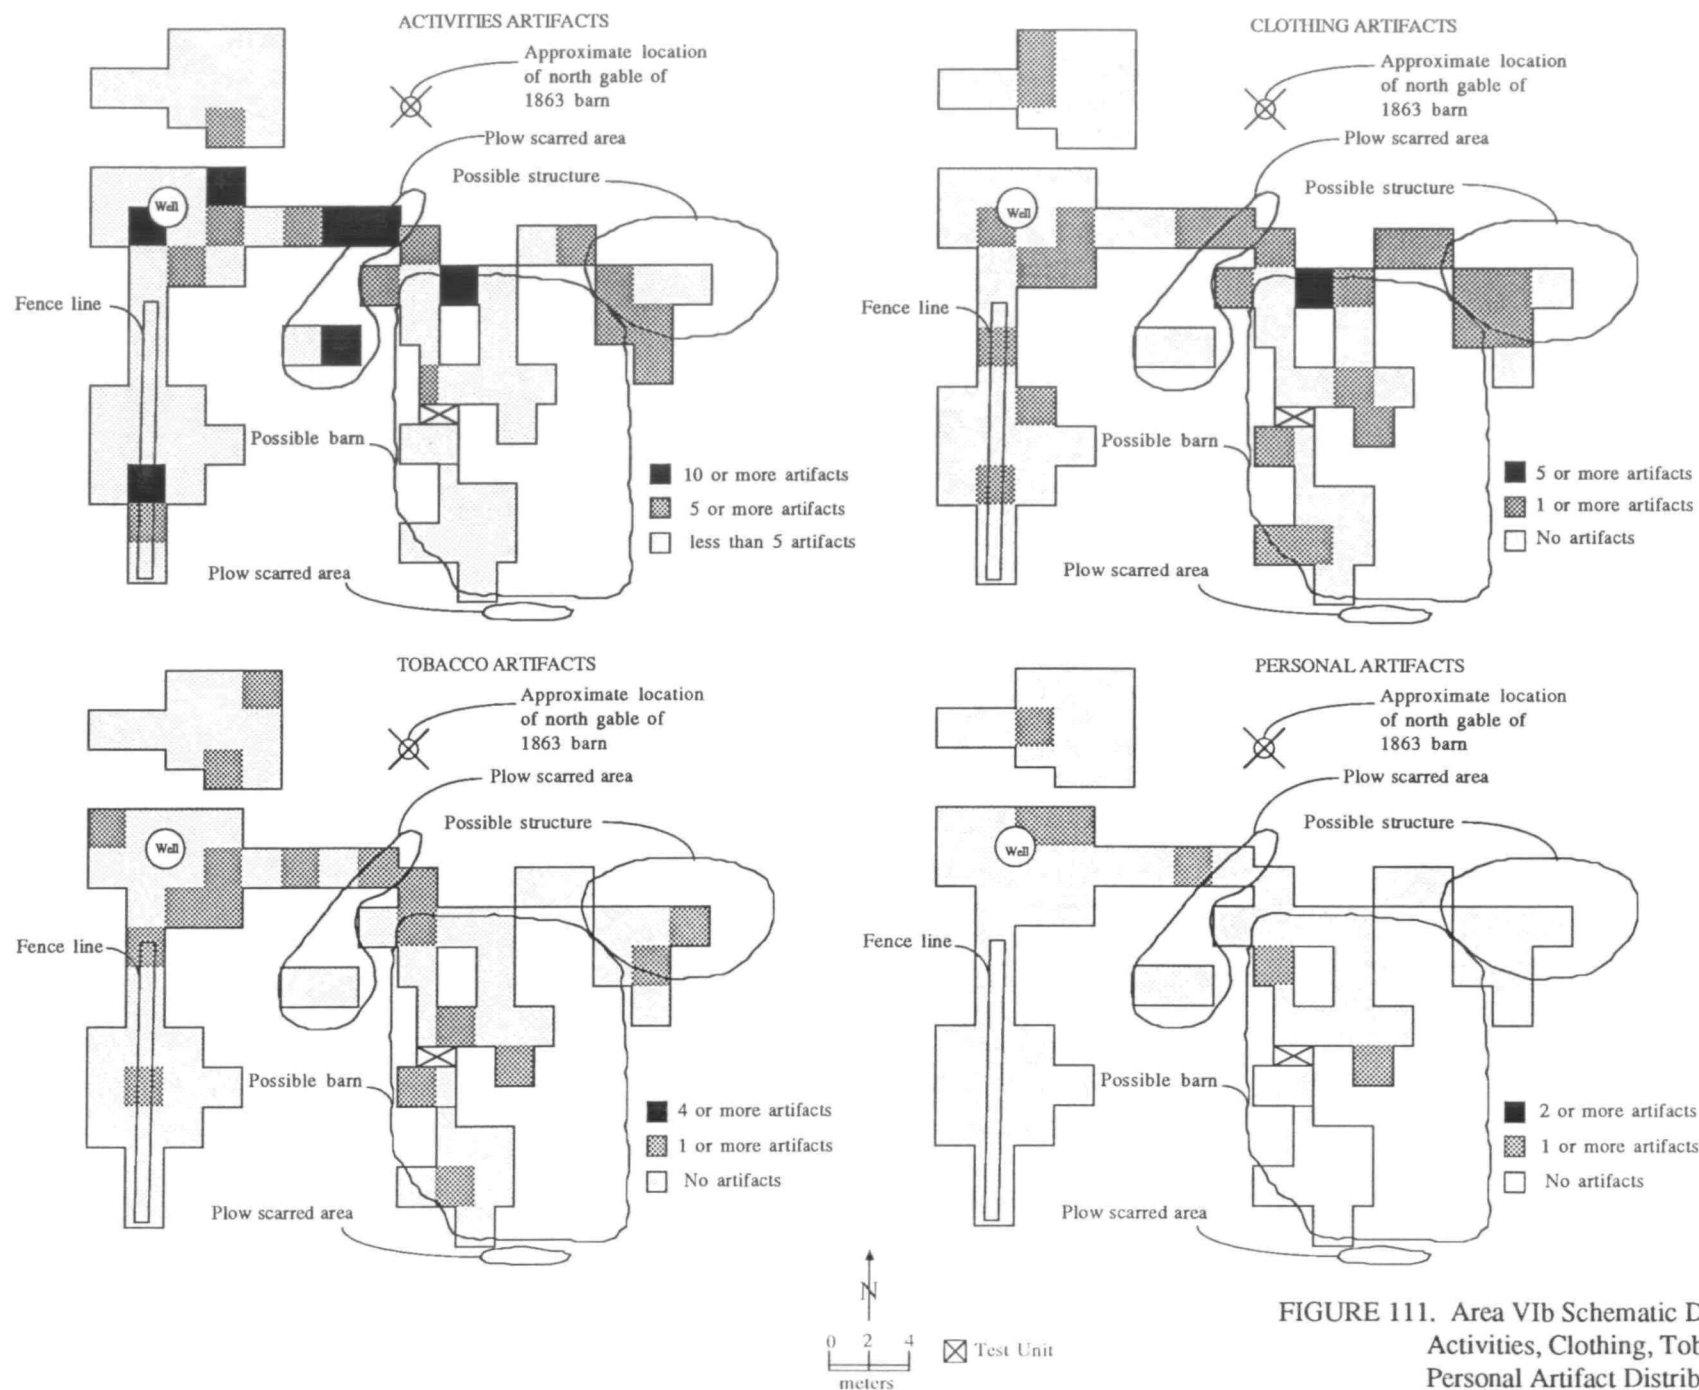 ACTIVITIES ARTIFACTS
Approximate location
of north gable of
1863 barn
Plow scarred area
Possible structure
Well
Fence line
Possible barn
10 or more artifacts
5 or more artifacts
less than 5 artifacts
Plow scarred area
CLOTHING ARTIFACTS
Approximate location
of north gable of
1863 barn
Plow scarred area
Possible structure
Well
Fence line
Possible barn
5 or more artifacts
1 or more artifacts
No artifacts
Plow scarred area
TOBACCO ARTIFACTS
Approximate location
of north gable of
1863 barn
Plow scarred area
Possible structure
Well
Fence line
Possible barn
4 or more artifacts
1 or more artifacts
No artifacts
Plow scarred area
PERSONAL ARTIFACTS
Approximate location
of north gable of
1863 barn
Plow scarred area
Possible structure
Well
Fence line
Possible barn
2 or more artifacts
1 or more artifacts
No artifacts
Plow scarred area
N
0 2 4
meters
Test Unit
FIGURE 111. Area VIb Schematic D
Activities, Clothing, Tob
Personal Artifact Distrib